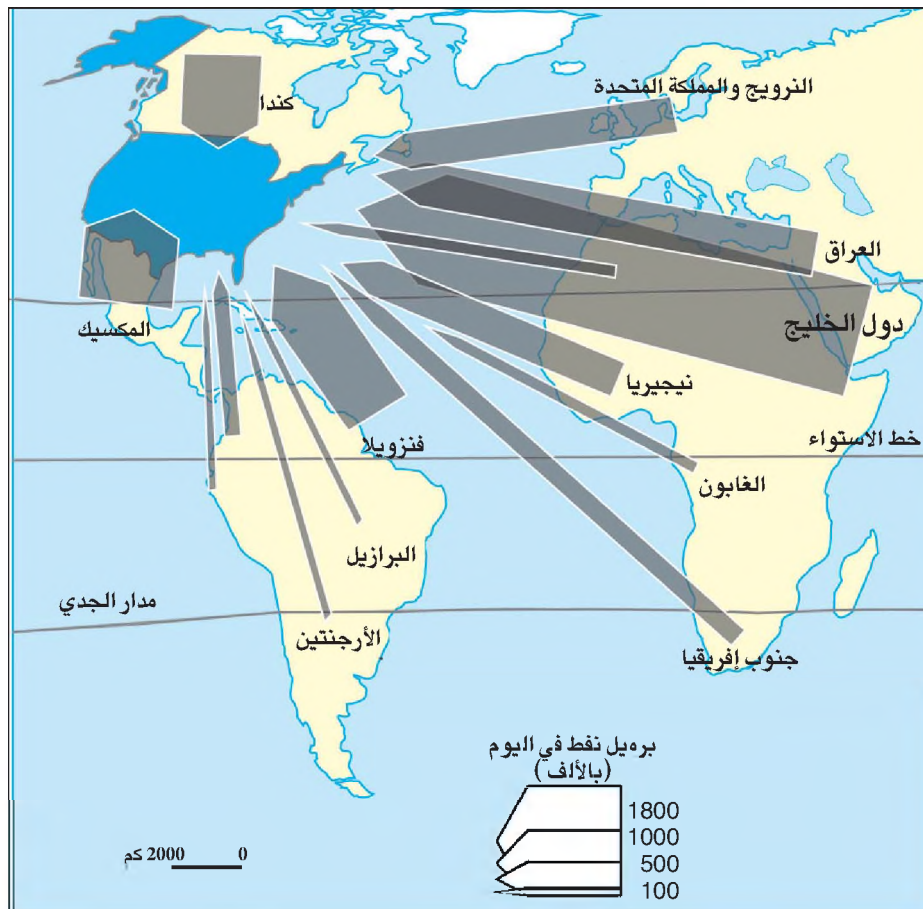 النرويج والمملكة المتحدة
كندا
العراق
المكسيك
دول الخليج
نيجيريا
فنزويلا
خط الاستواء
الغابون
البرازيل
مدار الجدي
الأرجنتين
جنوب إفريقيا
برميل نفط في اليوم
(بالألف)
1800
1000
500
100
2000 كم 0